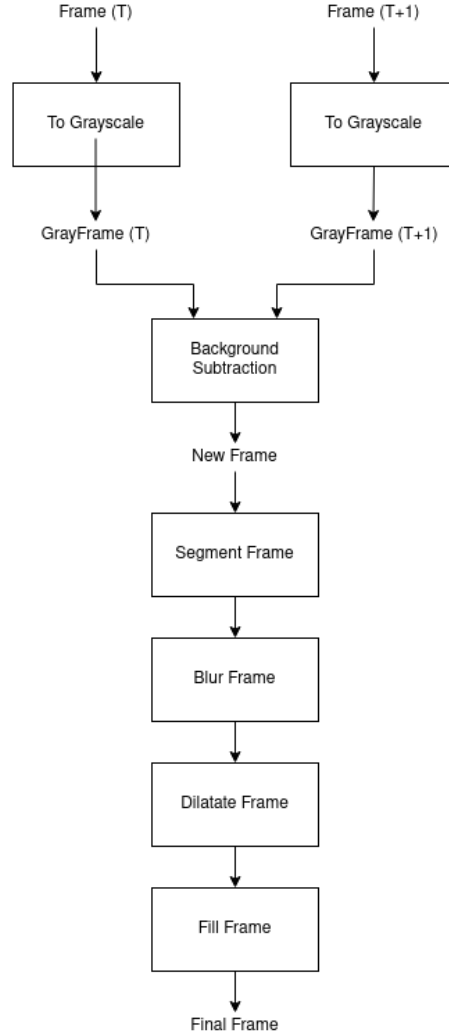 Frame (T)
Frame (T+1)
To Grayscale
To Grayscale
GrayFrame (T)
GrayFrame (T+1)
Background
Subtraction
New Frame
Segment Frame
Blur Frame
Dilatate Frame
Fill Frame
Final Frame